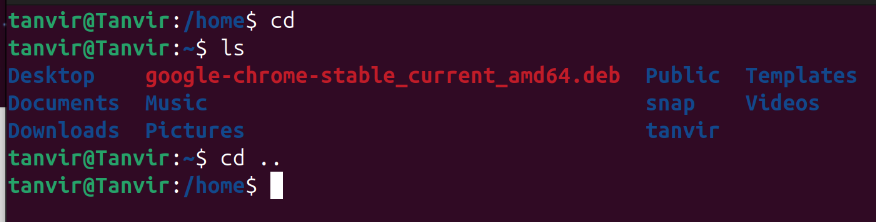 tanvir@Tanvir:/home$ cd
tanvir@Tanvir:~$ ls
Desktop    google-chrome-stable_current_amd64.deb  Public  Templates
Documents  Music                                   snap    Videos
Downloads  Pictures                                tanvir
tanvir@Tanvir:~$ cd ..
tanvir@Tanvir:/home$